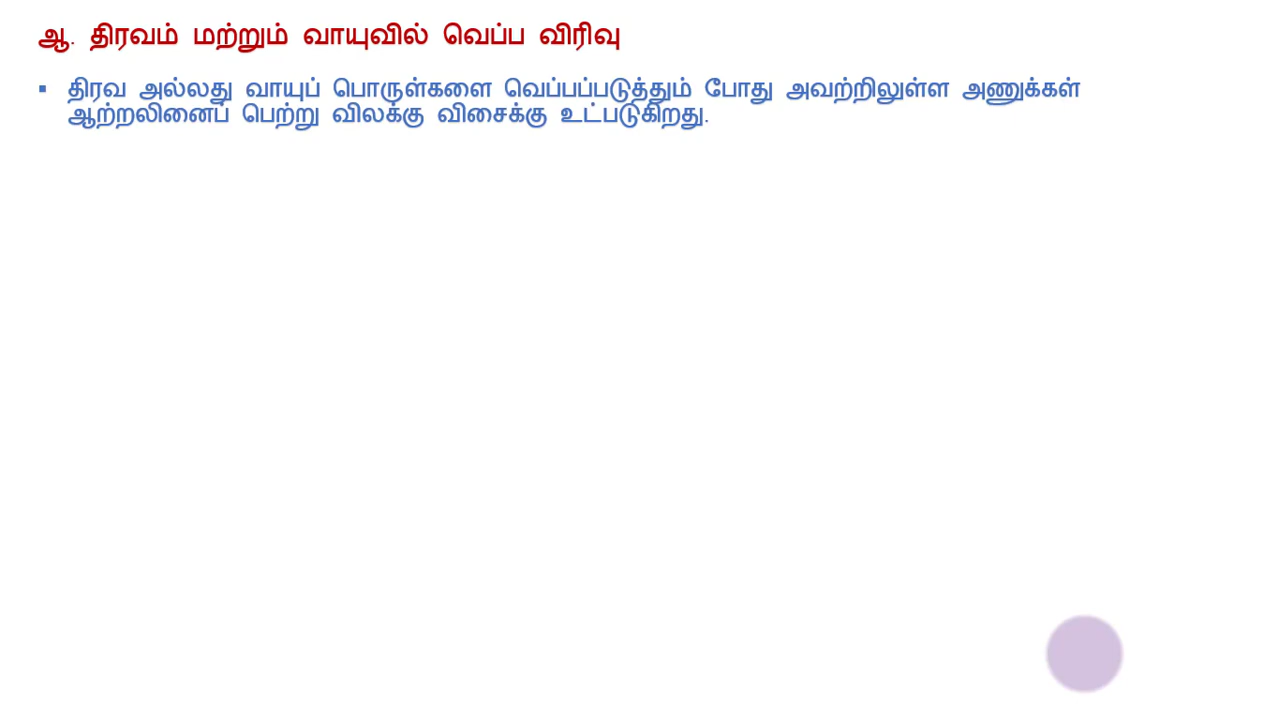 ஆ. திரவம் மற்றும் வாயுவில் வெப்ப விரிவு
▪ திரவ அல்லது வாயுப் பொருள்களை வெப்பப்படுத்தும் போது அவற்றிலுள்ள அணுக்கள்
ஆற்றலினைப் பெற்று விலக்கு விசைக்கு உட்படுகிறது.